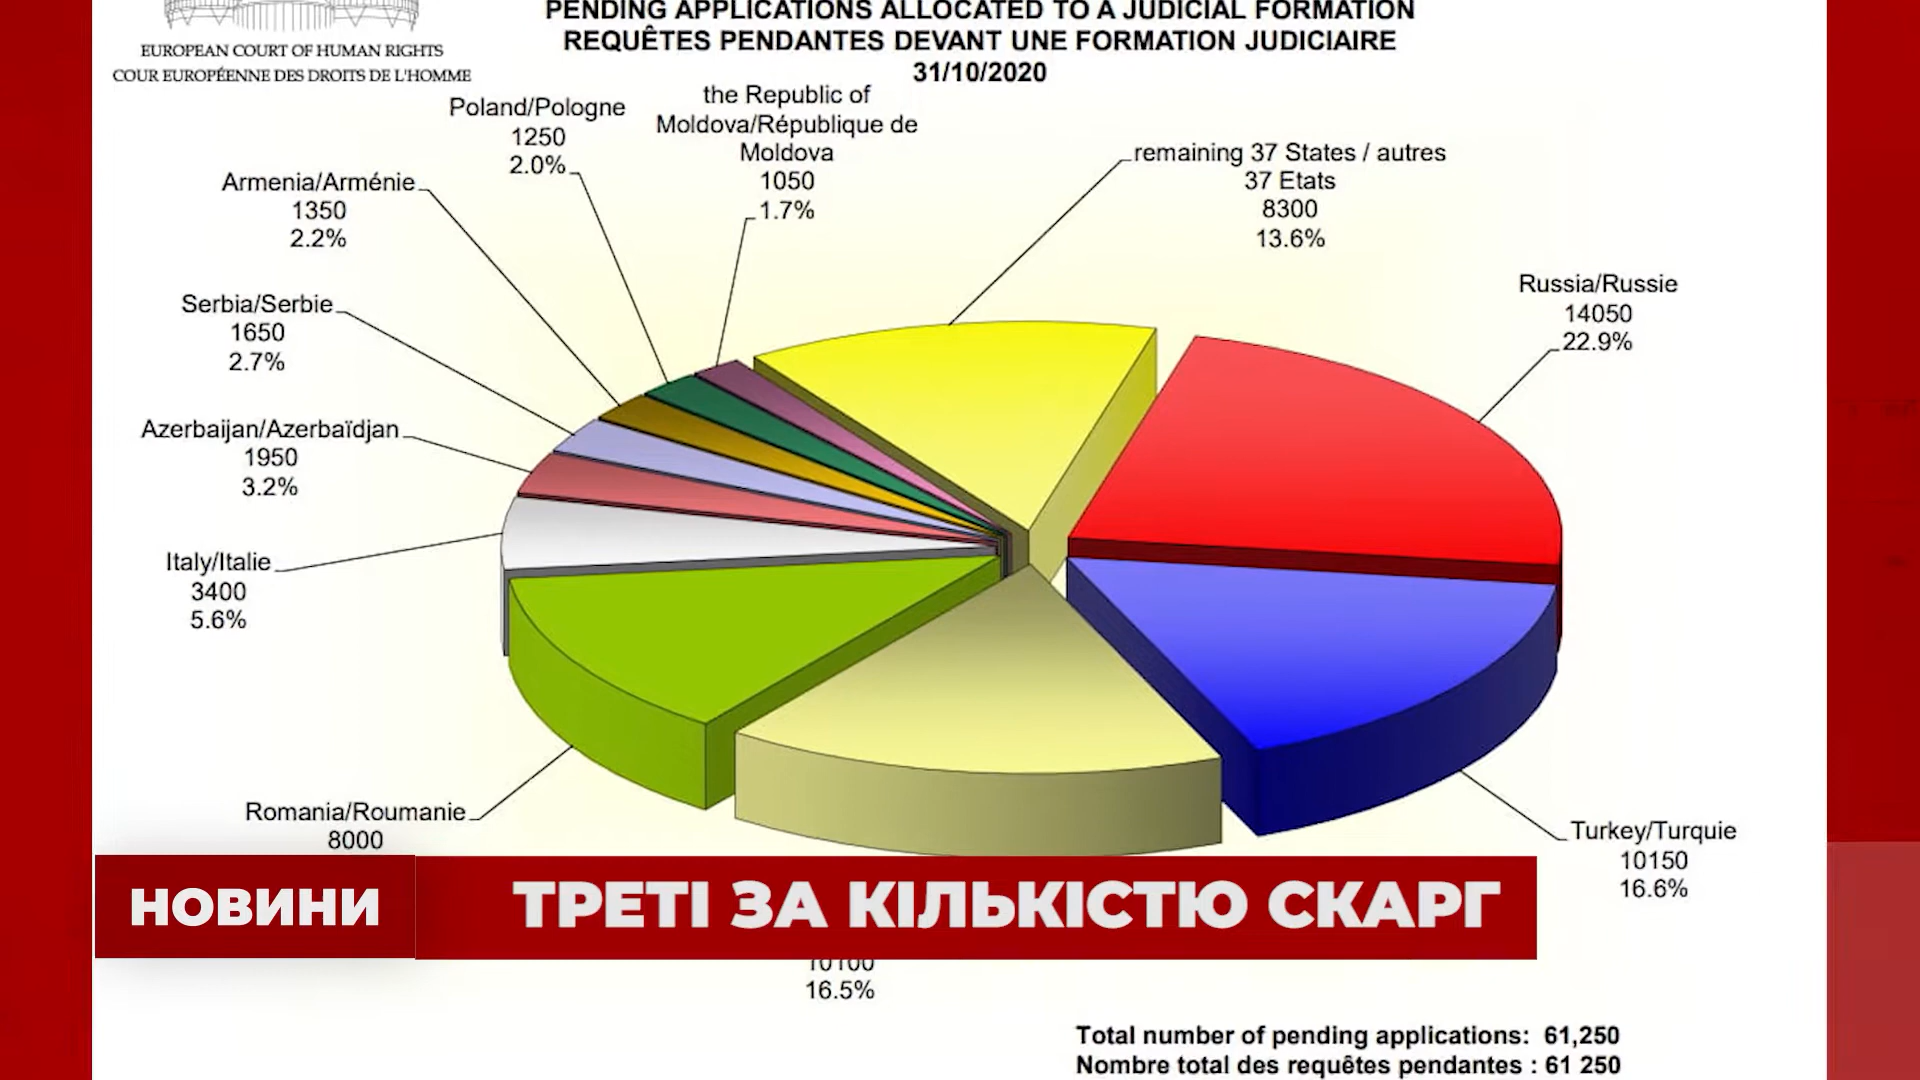 PENDING APPLICATIONS ALLOCATED TO A JUDICIAL FORMATION
REQUÊTES PENDANTES DEVANT UNE FORMATION JUDICIAIRE
31/10/2020
EUROPEAN COURT OF HUMAN RIGHTS
COUR EUROPÉENNE DES DROITS DE L'HOMME
Poland/Pologne
1250
2.0%
the Republic of
Moldova/République de
Moldova
1050
1.7%
remaining 37 States / autres
37 Etats
8300
13.6%
Armenia/Arménie
1350
2.2%
Russia/Russie
14050
22.9%
Serbia/Serbie
1650
2.7%
Azerbaijan/Azerbaïdjan
1950
3.2%
Italy/Italie
3400
5.6%
Romania/Roumanie
8000
Turkey/Turquie
10150
16.6%
НОВИНИ
ТРЕТІ ЗА КІЛЬКІСТЮ СКАРГ
10100
16.5%
Total number of pending applications: 61,250
Nombre total des requêtes pendantes : 61 250